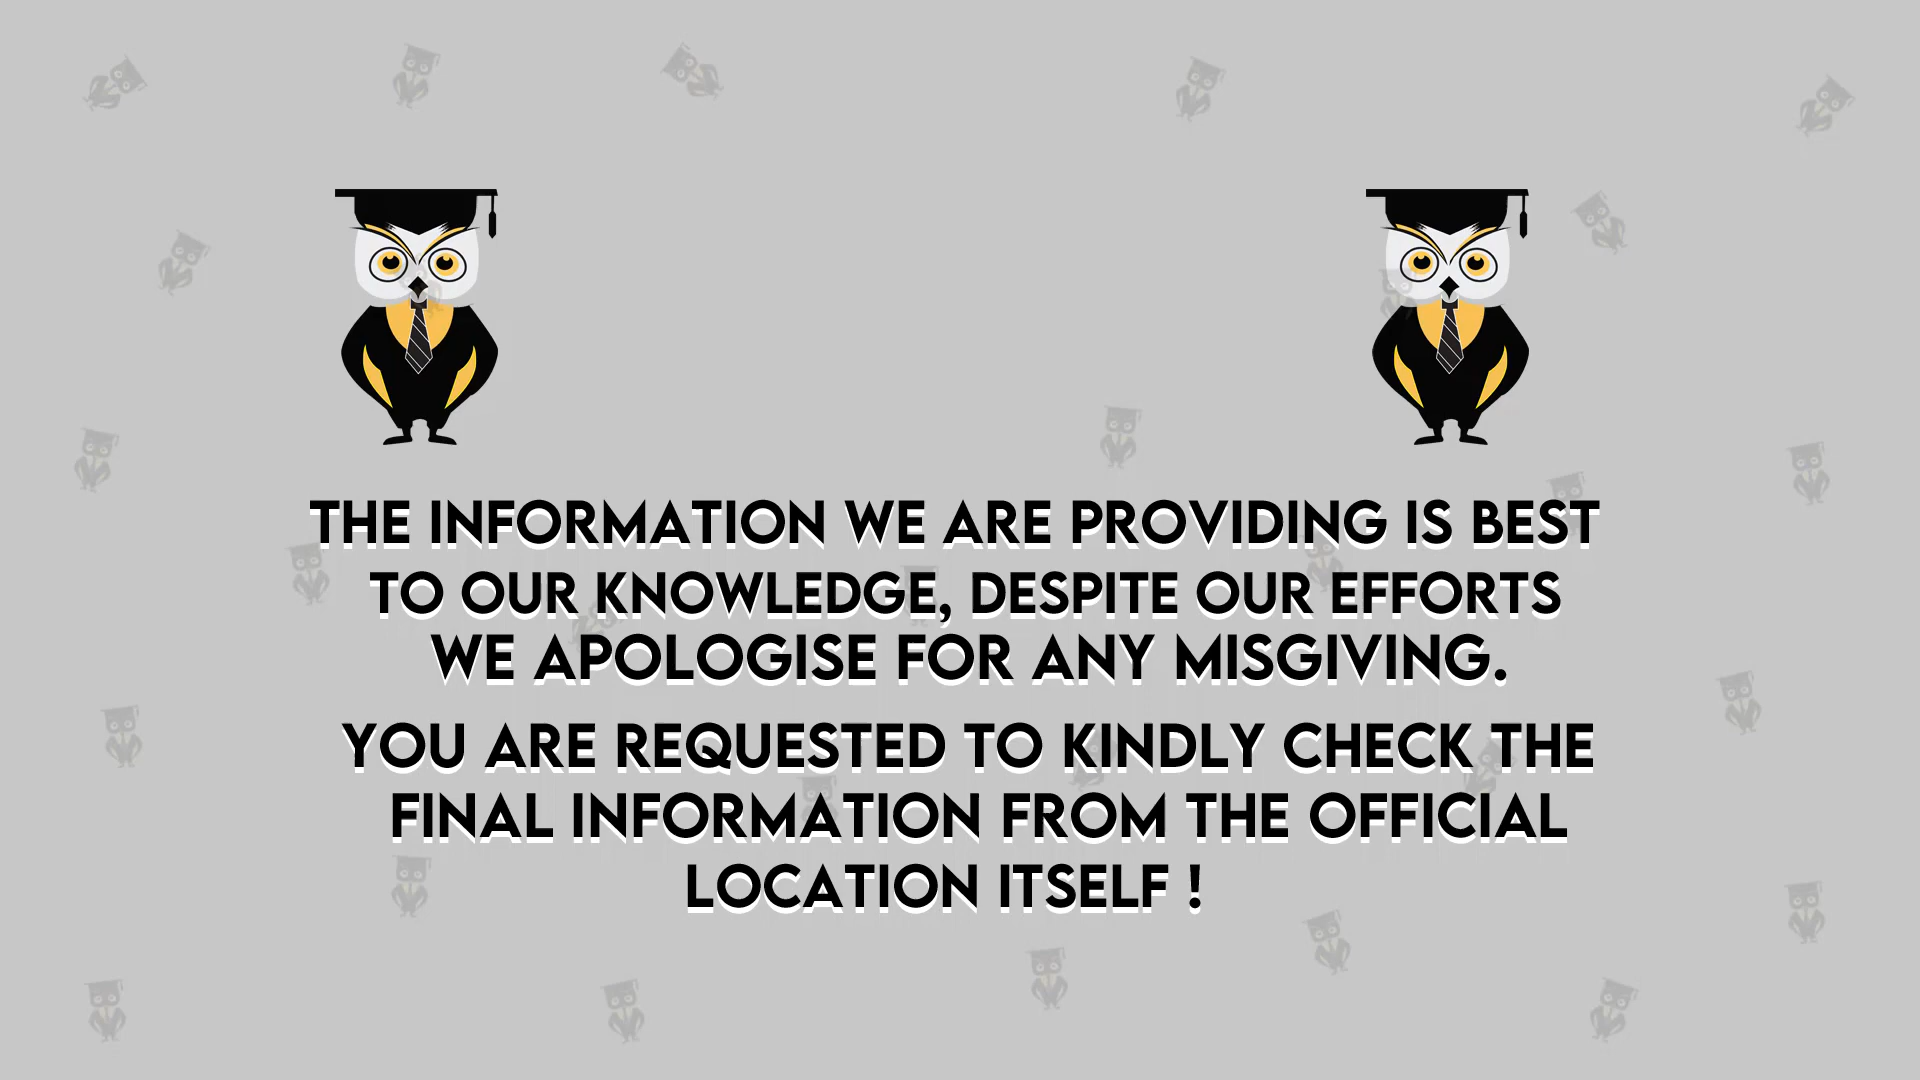 THE INFORMATION WE ARE PROVIDING IS BEST
TO OUR KNOWLEDGE, DESPITE OUR EFFORTS
WE APOLOGISE FOR ANY MISGIVING.
YOU ARE REQUESTED TO KINDLY CHECK THE
FINAL INFORMATION FROM THE OFFICIAL
LOCATION ITSELF !